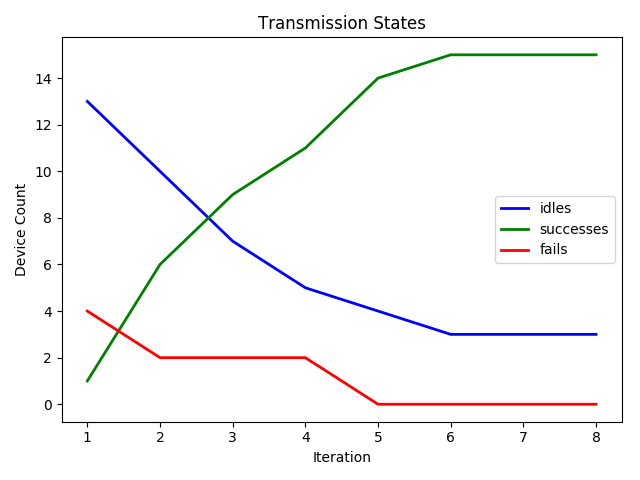 Transmission States
Device Count
14
12
10
8
6
4
2
0
idles
successes
fails
1 2 3 4 5 6 7 8
Iteration